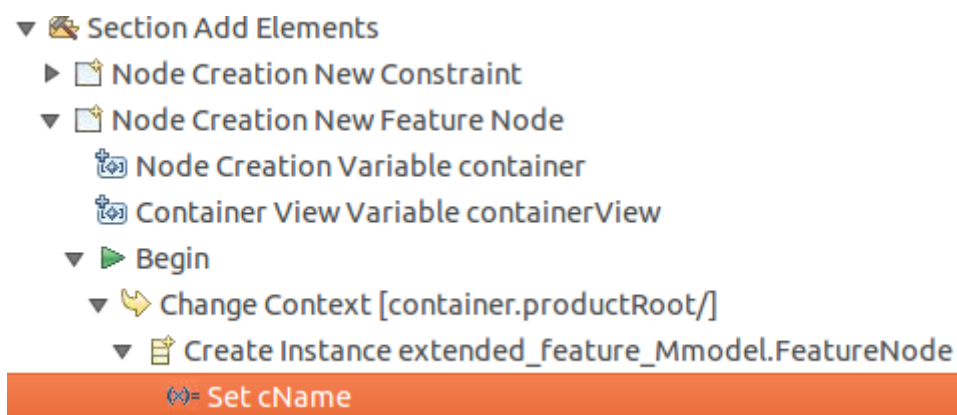 Section Add Elements
Node Creation New Constraint
Node Creation New Feature Node
Node Creation Variable container
Container View Variable containerView
Begin
Change Context [container.productRoot/]
Create Instance extended_feature_Mmodel.FeatureNode
(x)= Set cName